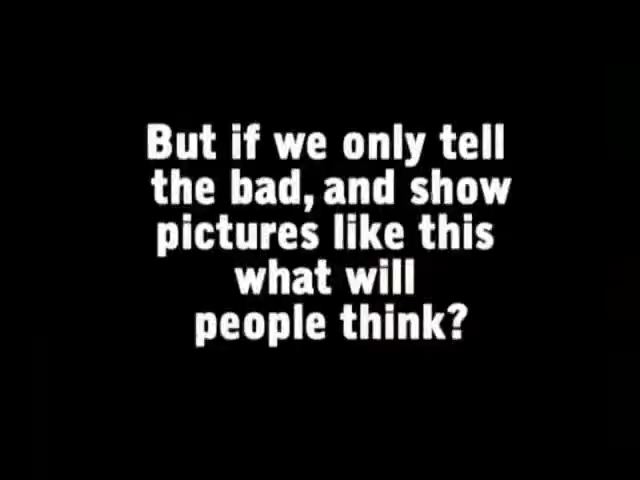 But if we only tell
the bad, and show
pictures like this
what will
people think?